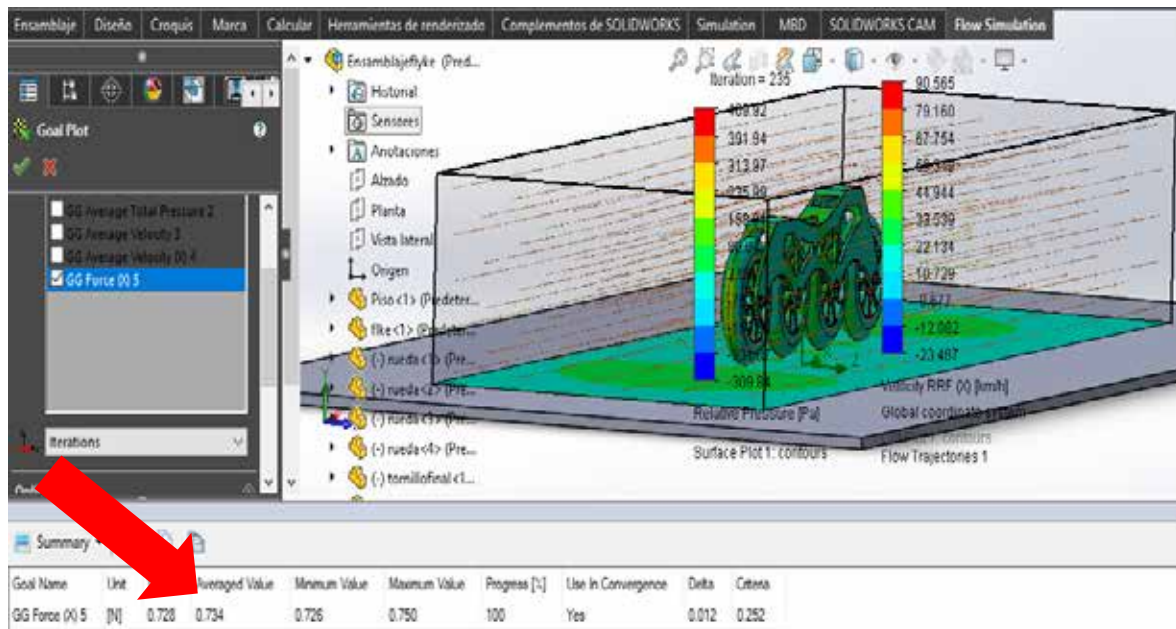 Ensamblaje Diseño Croquis Marca Calcular Herramientas de renderizado Complementos de SOLIDWORKS Simulation MBD SOLIDWORKS CAM Flow Simulation
Goal Plot
GG Average Total Pressure 2
GG Average Velocity 3
GG Average Velocity (X) 4
GG Force (X) 5
Iterations
Ensamblajeflyke (Pred...
Historial
Sensores
Anotaciones
Alzado
Planta
Vista lateral
Origen
Piso<1> (Predeter...
flke<1> (Predeter...
(-) rueda<1> (Pre...
(-) rueda<2> (Pre...
(-) rueda<3> (Pre...
(-) rueda<4> (Pre...
(-) tornillofinal<1...
Iteration = 235
391.94
313.97
-309.84
Relative Pressure [Pa]
Surface Plot 1: contours
90.565
79.160
67.754
44.944
33.539
22.134
10.729
-12.082
-23.487
Velocity RRF (X) [km/h]
Global coordinate system
Flow Trajectories 1
Summary
Goal Name Unit Averaged Value Minimum Value Maximum Value Progress [%] Use In Convergence Delta Criteria
GG Force (X) 5 [N] 0.728 0.734 0.726 0.750 100 Yes 0.012 0.252